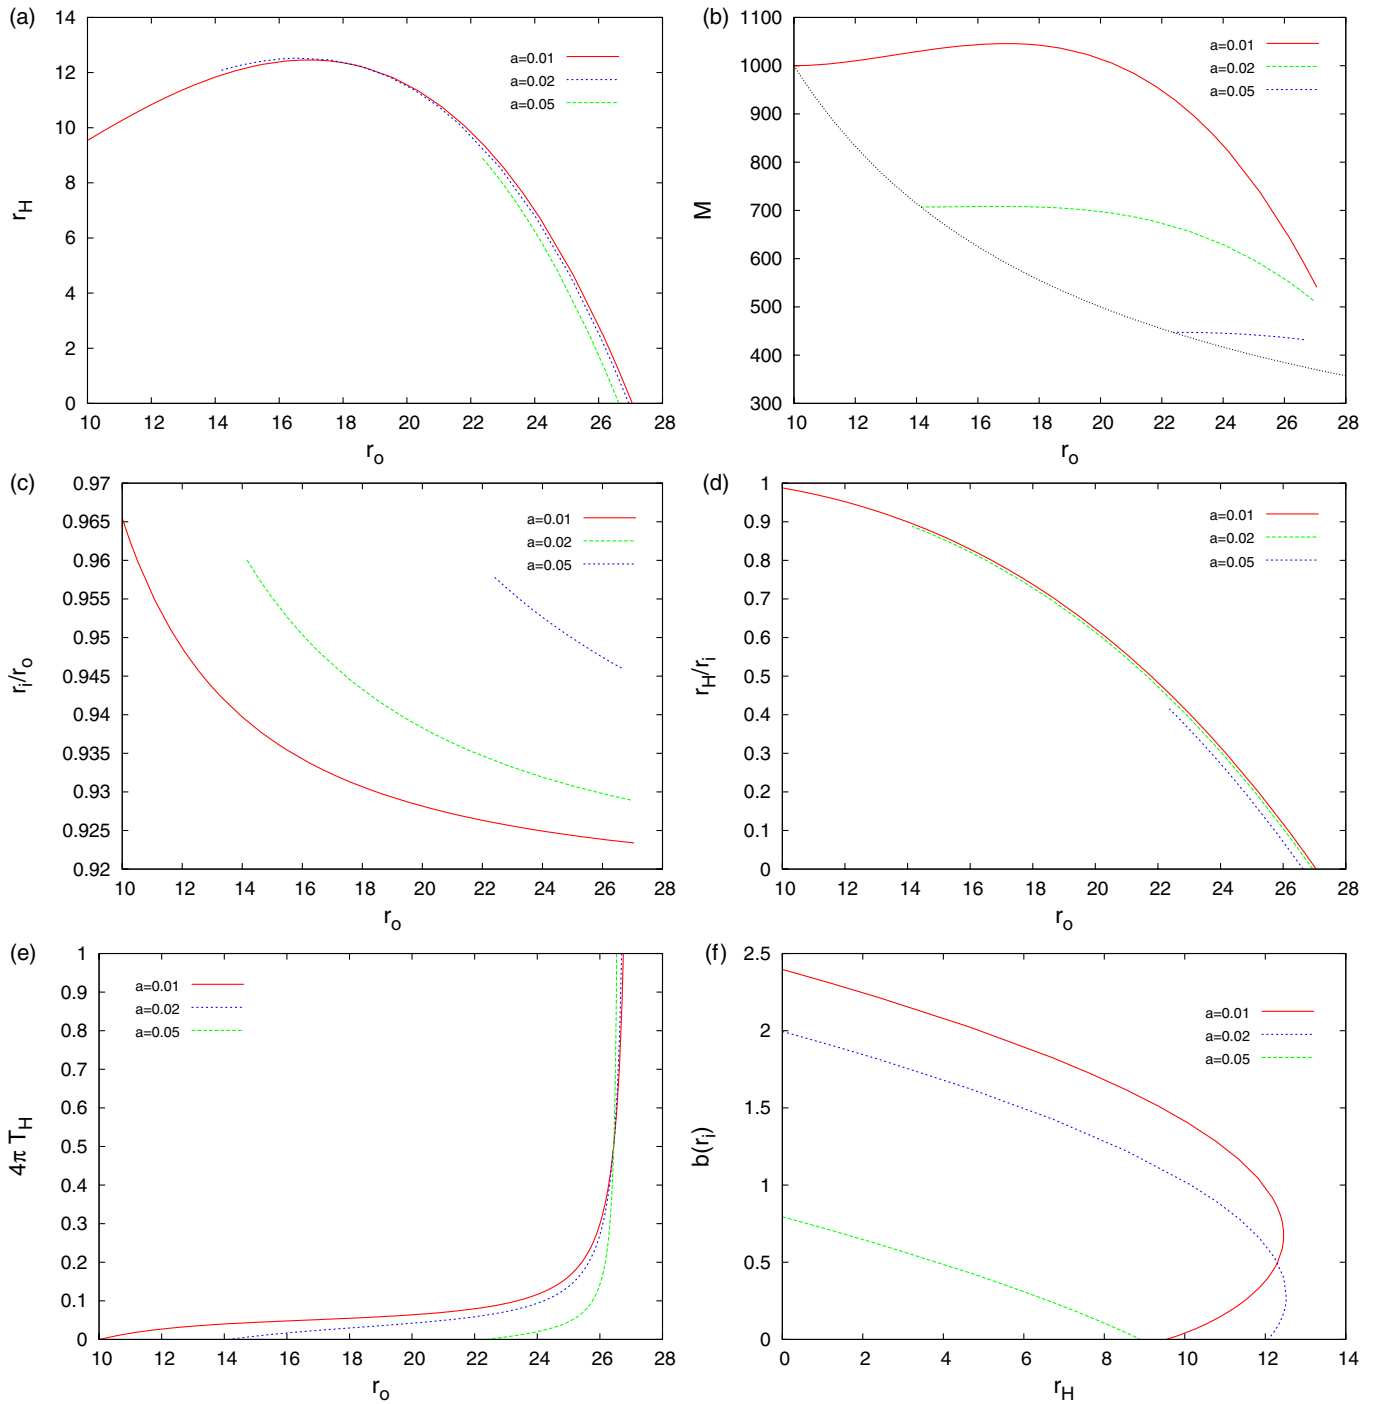 (a)
14
12
10
8
6
4
2
0
r_H
a=0.01
a=0.02
a=0.05
10 12 14 16 18 20 22 24 26 28
r_o
(b)
1100
1000
900
800
700
600
500
400
300
M
a=0.01
a=0.02
a=0.05
10 12 14 16 18 20 22 24 26 28
r_o
(c)
0.97
0.965
0.96
0.955
0.95
0.945
0.94
0.935
0.93
0.925
0.92
r_i/r_o
a=0.01
a=0.02
a=0.05
10 12 14 16 18 20 22 24 26 28
r_o
(d)
1
0.9
0.8
0.7
0.6
0.5
0.4
0.3
0.2
0.1
0
r_H/r_i
a=0.01
a=0.02
a=0.05
10 12 14 16 18 20 22 24 26 28
r_o
(e)
1
0.9
0.8
0.7
0.6
0.5
0.4
0.3
0.2
0.1
0
4π T_H
a=0.01
a=0.02
a=0.05
10 12 14 16 18 20 22 24 26 28
r_o
(f)
2.5
2
1.5
1
0.5
0
b(r_i)
a=0.01
a=0.02
a=0.05
0 2 4 6 8 10 12 14
r_H